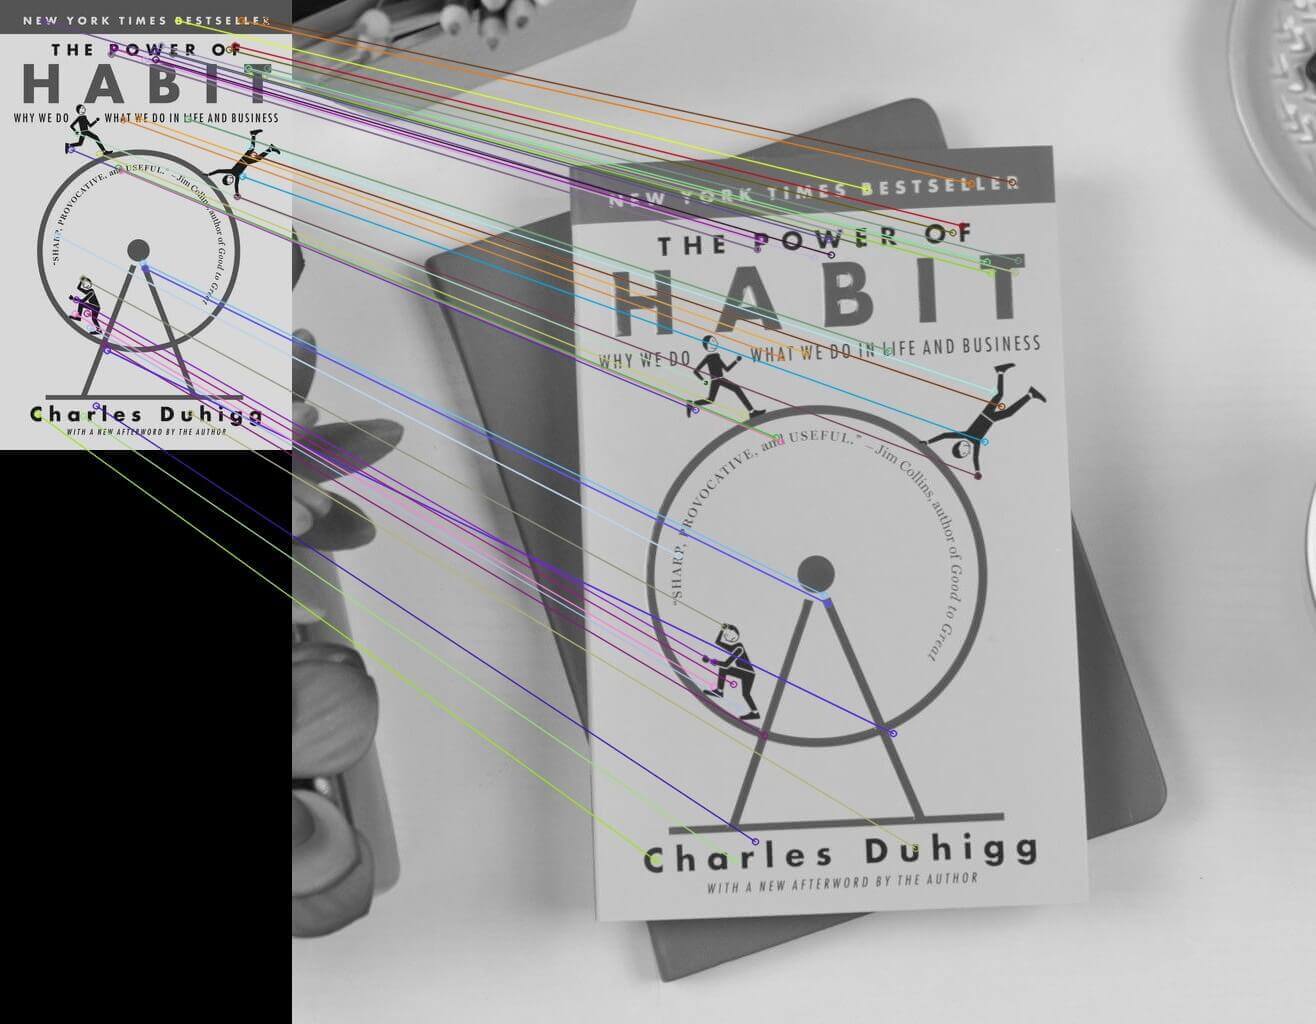 NEW YORK TIMES BESTSELLER
THE POWER OF
HABIT
WHY WE DO WHAT WE DO IN LIFE AND BUSINESS
"SHARP, PROVOCATIVE, and USEFUL." —Jim Collins, author of Good to Great
Charles Duhigg
WITH A NEW AFTERWORD BY THE AUTHOR
NEW YORK TIMES BESTSELLER
THE POWER OF
HABIT
WHY WE DO WHAT WE DO IN LIFE AND BUSINESS
"SHARP, PROVOCATIVE, and USEFUL." —Jim Collins, author of Good to Great
Charles Duhigg
WITH A NEW AFTERWORD BY THE AUTHOR